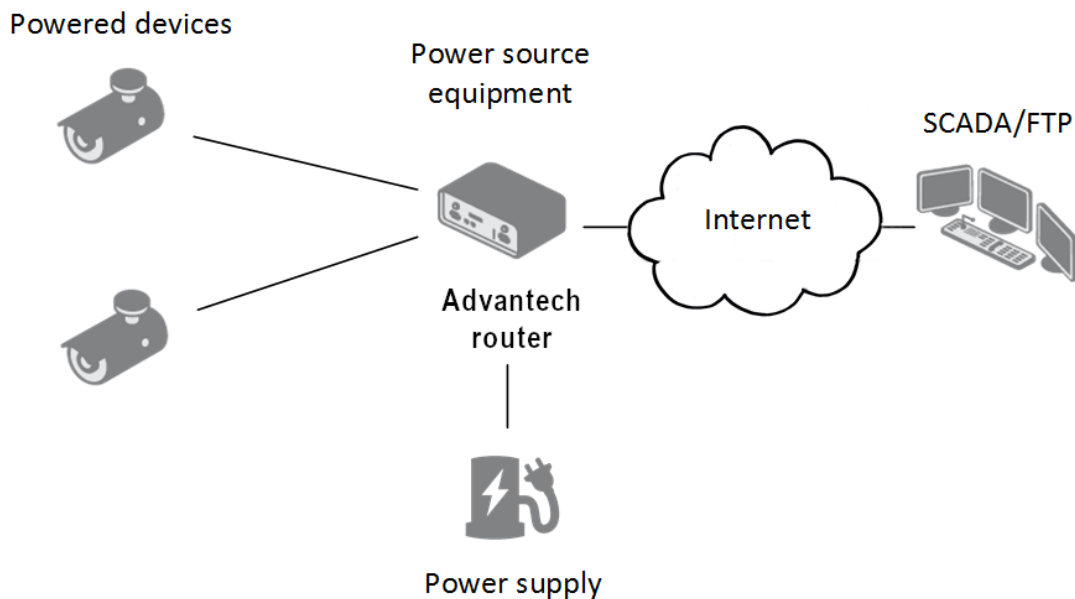 Powered devices
Power source
equipment
SCADA/FTP
Internet
Advantech
router
Power supply